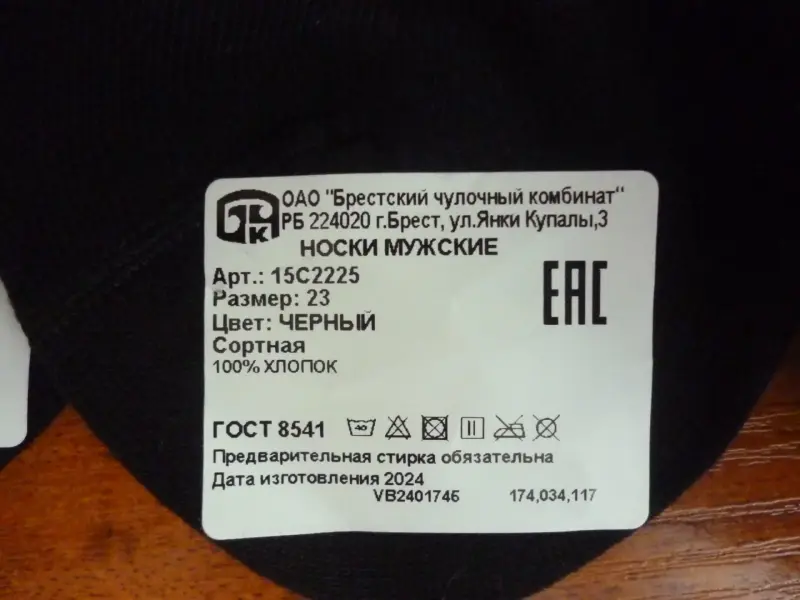 ОАО "Брестский чулочный комбинат"
РБ 224020 г.Брест, ул.Янки Купалы,3
НОСКИ МУЖСКИЕ
Арт.: 15С2225
Размер: 23
Цвет: ЧЕРНЫЙ
Сортная
100% ХЛОПОК
ЕАС
ГОСТ 8541 40
Предварительная стирка обязательна
Дата изготовления 2024
VB2401746 174,034,117